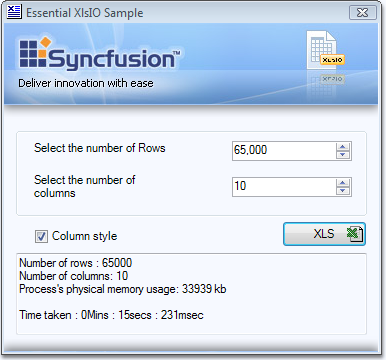 Essential XlsIO Sample
Syncfusion™
Deliver innovation with ease
XLSIO
Select the number of Rows
65,000
Select the number of
columns
10
Column style
XLS
Number of rows : 65000
Number of columns: 10
Process's physical memory usage: 33939 kb
Time taken : 0Mins : 15secs : 231msec